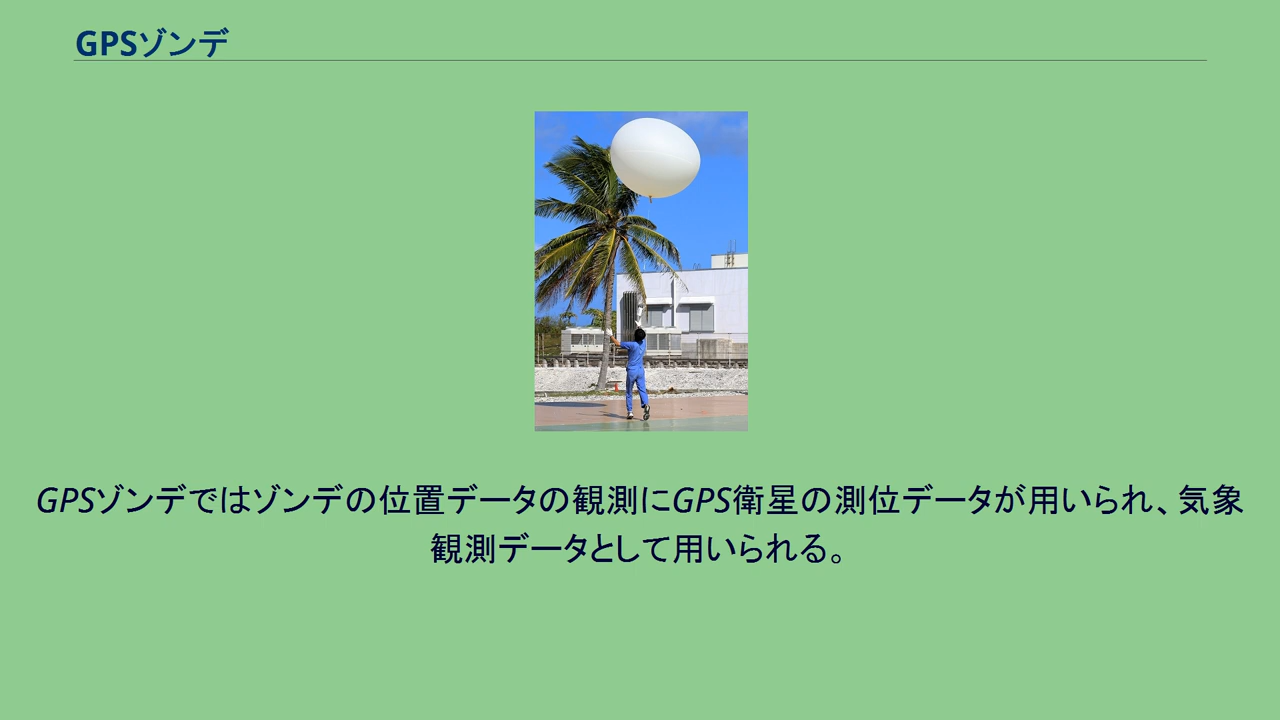 GPSゾンデ
GPSゾンデではゾンデの位置データの観測にGPS衛星の測位データが用いられ、気象
観測データとして用いられる。